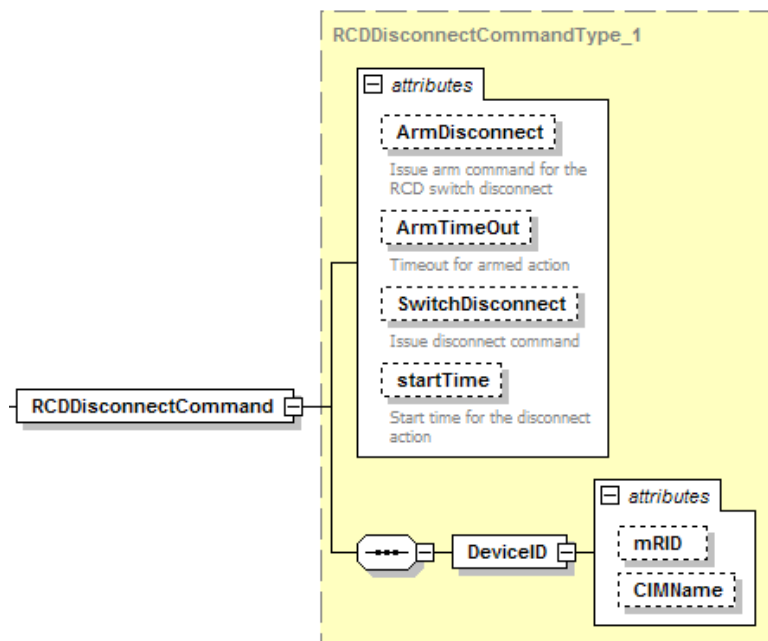 RCDDisconnectCommandType_1
attributes
ArmDisconnect
Issue arm command for the
RCD switch disconnect
ArmTimeOut
Timeout for armed action
SwitchDisconnect
Issue disconnect command
startTime
Start time for the disconnect
action
RCDDisconnectCommand
attributes
DeviceID
mRID
CIMName